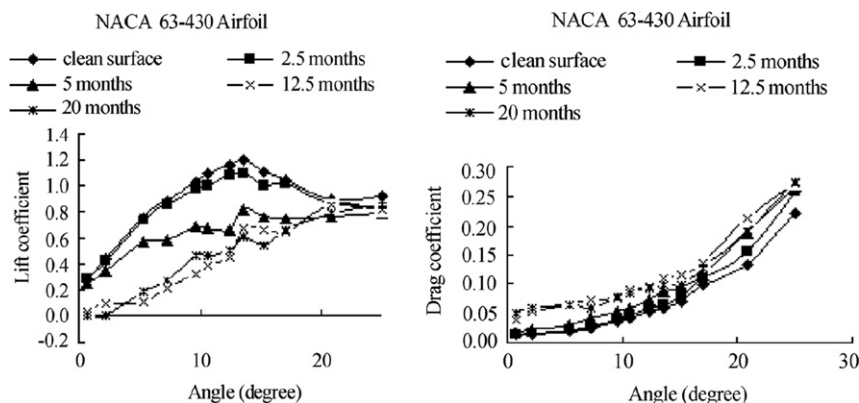 NACA 63-430 Airfoil
clean surface
2.5 months
5 months
12.5 months
20 months
Lift coefficient
1.4
1.2
1.0
0.8
0.6
0.4
0.2
0.0
-0.2
0
10
20
Angle (degree)
NACA 63-430 Airfoil
clean surface
2.5 months
5 months
12.5 months
20 months
Drag coefficient
0.30
0.25
0.20
0.15
0.10
0.05
0.00
0
10
20
30
Angle (degree)